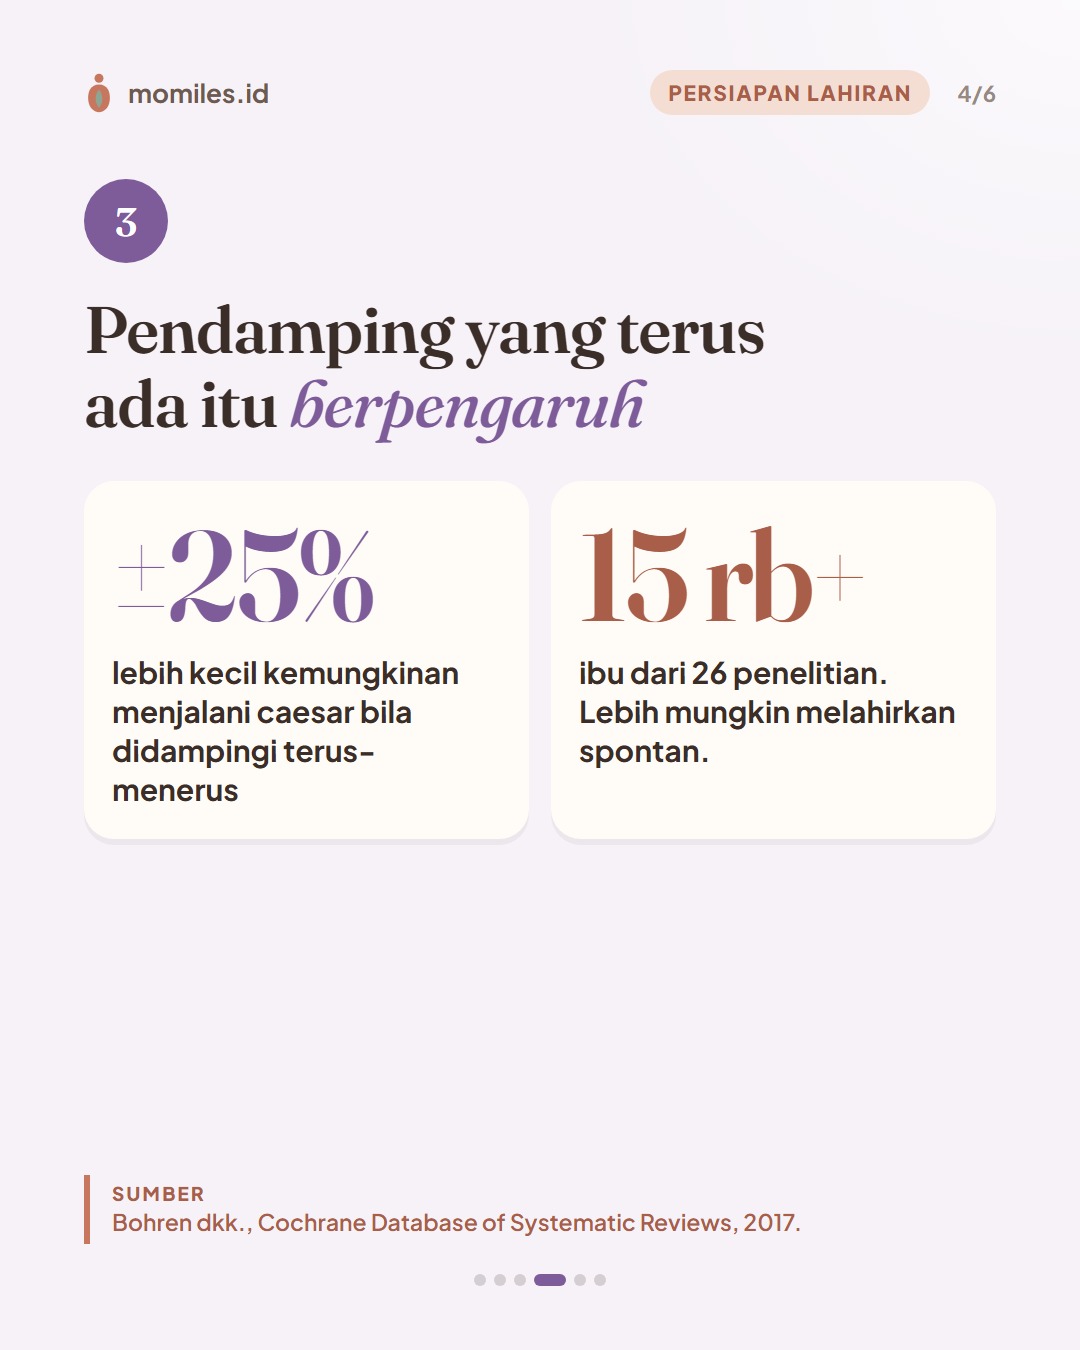 momiles.id
PERSIAPAN LAHIRAN
4/6
3
Pendamping yang terus
ada itu berpengaruh
±25%
lebih kecil kemungkinan
menjalani caesar bila
didampingi terus-
menerus
15 rb+
ibu dari 26 penelitian.
Lebih mungkin melahirkan
spontan.
SUMBER
Bohren dkk., Cochrane Database of Systematic Reviews, 2017.